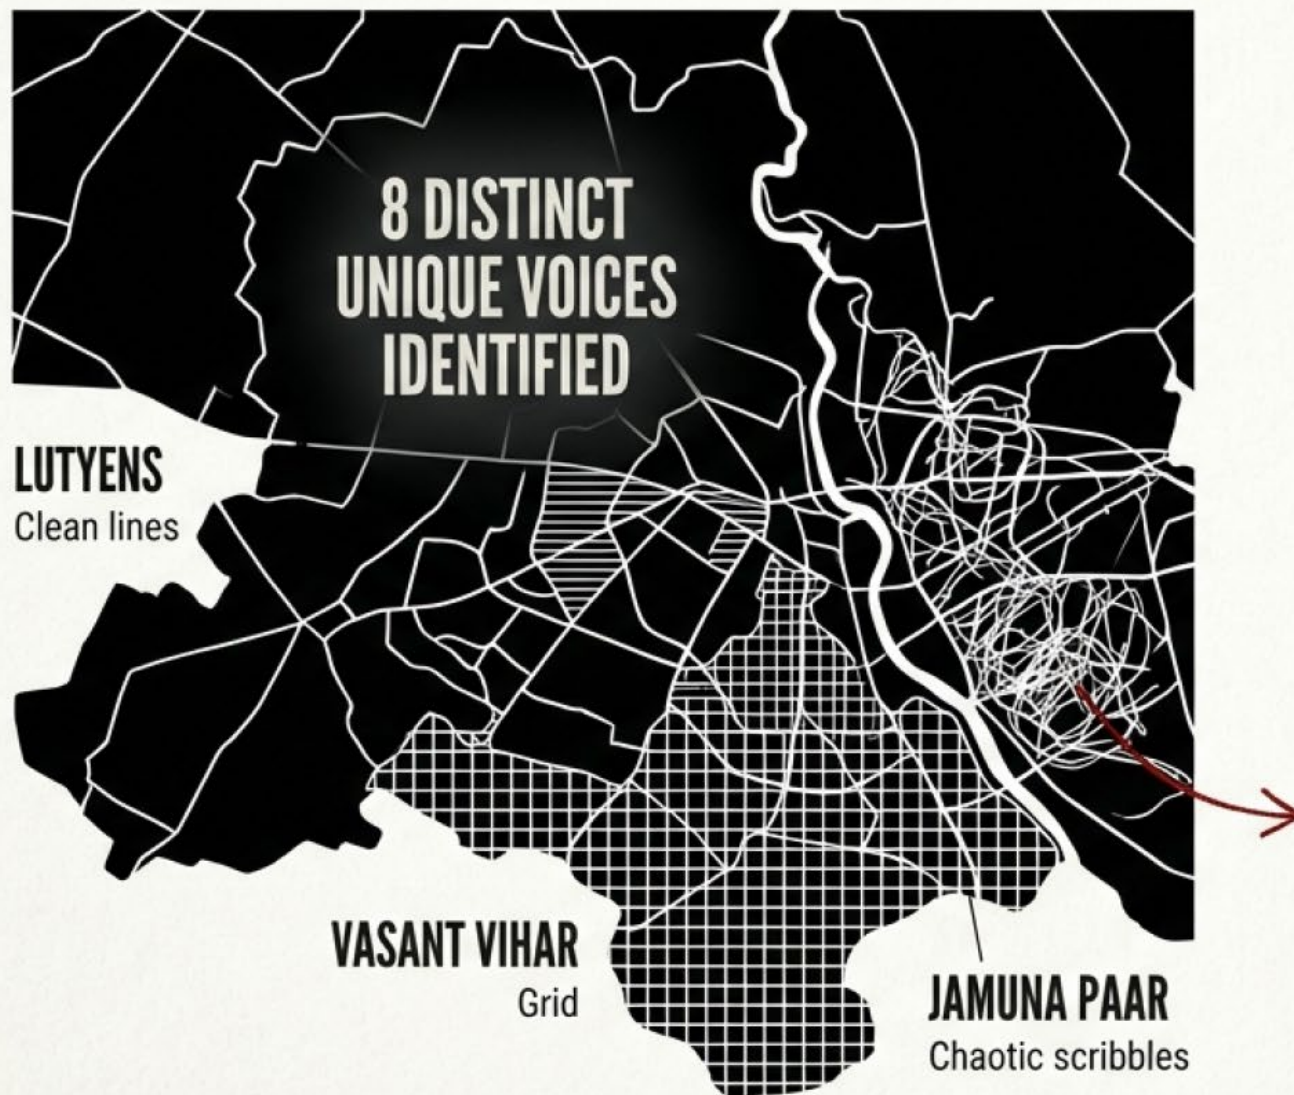 8 DISTINCT
UNIQUE VOICES
IDENTIFIED
LUTYENS
Clean lines
VASANT VIHAR
Grid
JAMUNA PAAR
Chaotic scribbles